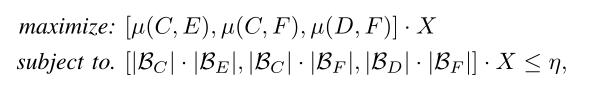 maximize: [μ(C, E), μ(C, F), μ(D, F)] · X
subject to. [|ℬ_C| · |ℬ_E|, |ℬ_C| · |ℬ_F|, |ℬ_D| · |ℬ_F|] · X ≤ η,